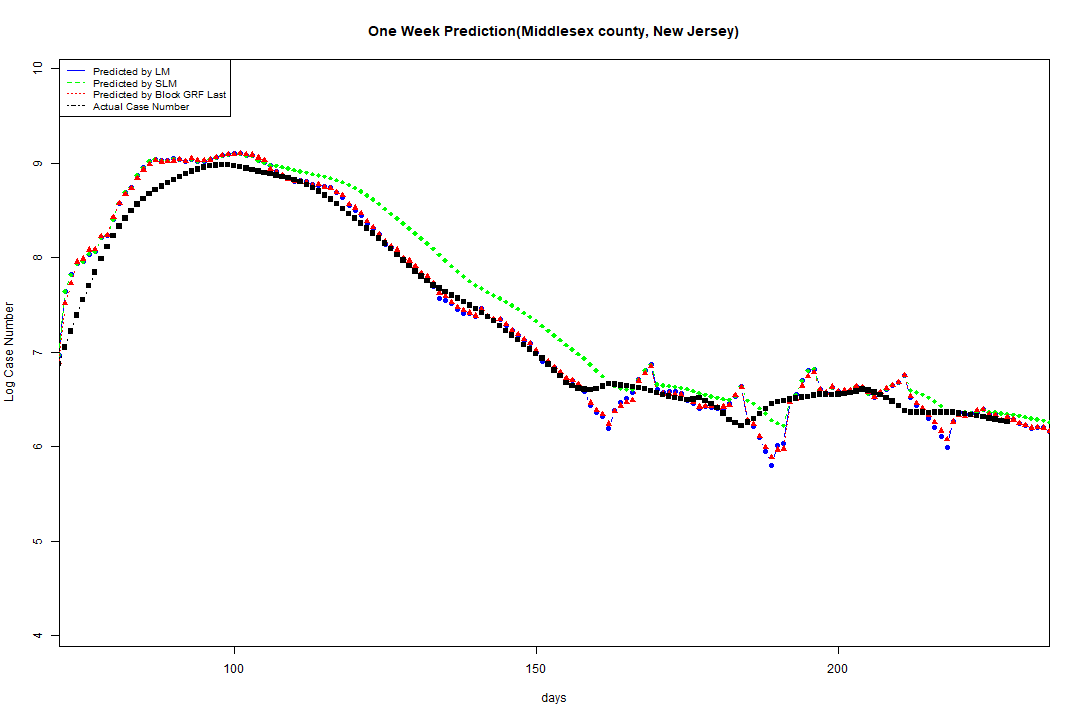 One Week Prediction(Middlesex county, New Jersey)
Predicted by LM
Predicted by SLM
Predicted by Block GRF Last
Actual Case Number
10
9
8
7
6
5
4
Log Case Number
100 150 200
days